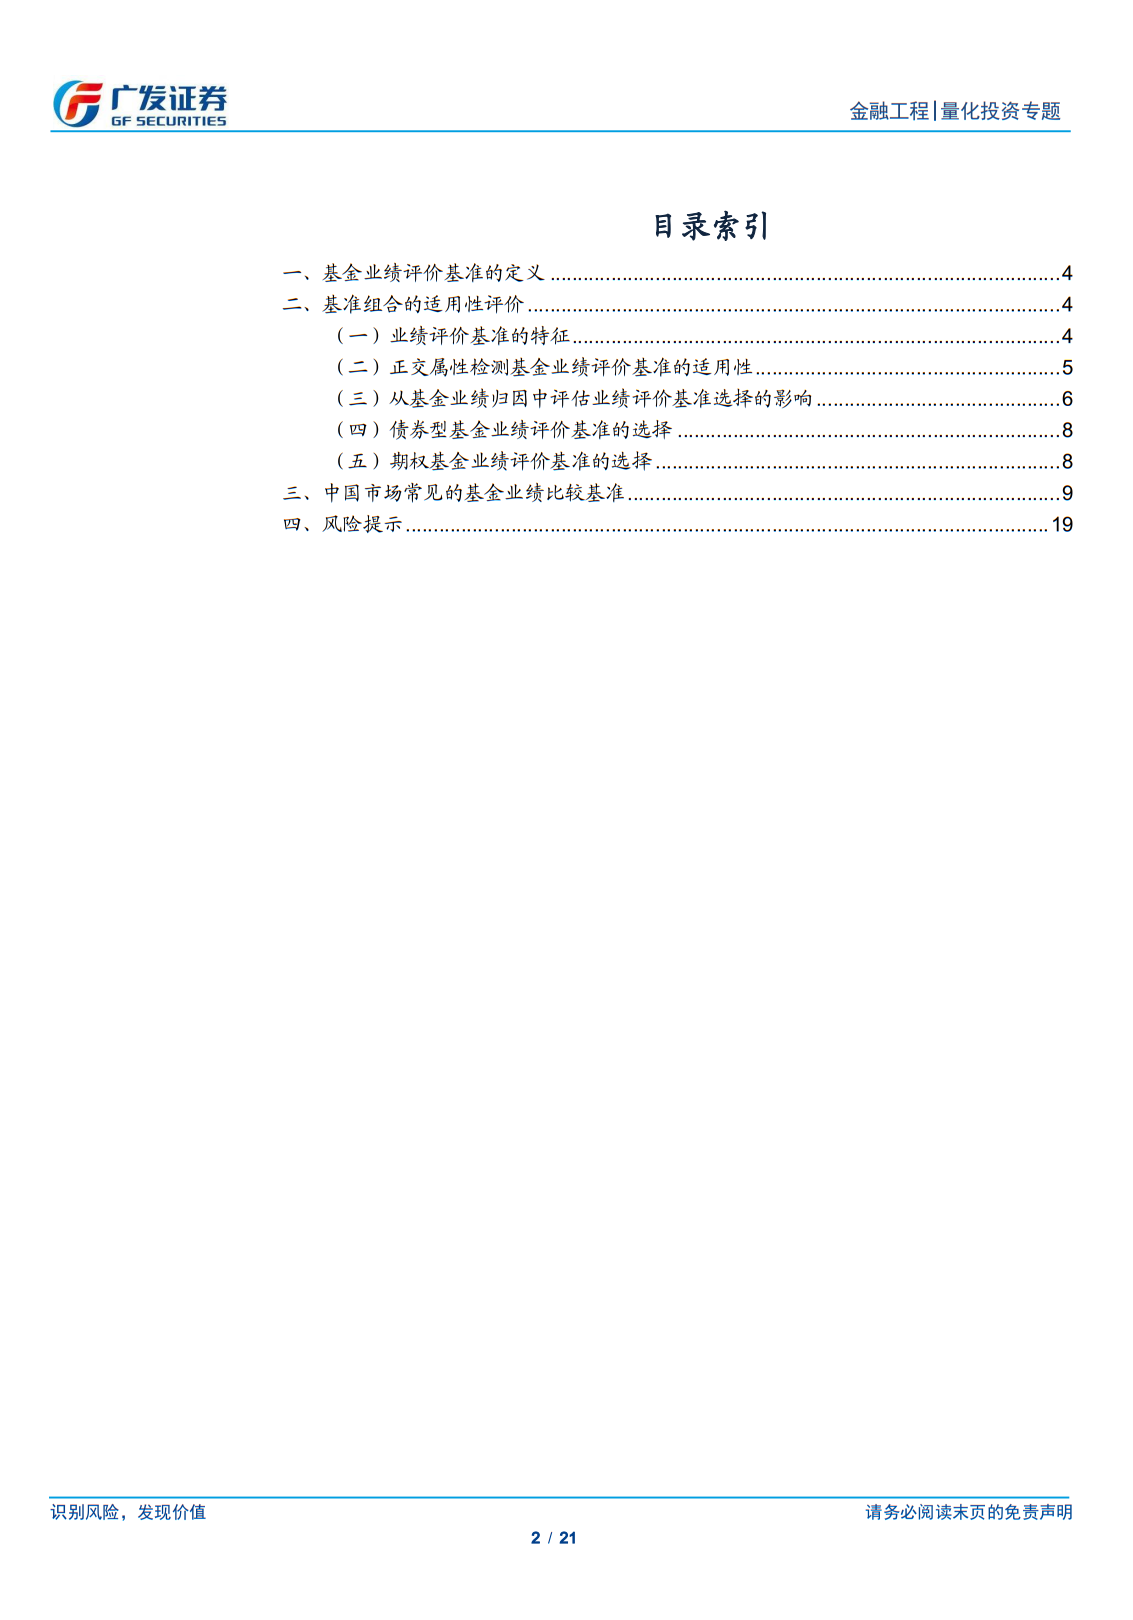 广发证券
GF SECURITIES
金融工程|量化投资专题
目录索引
一、基金业绩评价基准的定义 ........................................................................................... 4
二、基准组合的适用性评价 ............................................................................................... 4
（一）业绩评价基准的特征 ....................................................................................... 4
（二）正交属性检测基金业绩评价基准的适用性 ....................................................... 5
（三）从基金业绩归因中评估业绩评价基准选择的影响 ............................................ 6
（四）债券型基金业绩评价基准的选择 ..................................................................... 8
（五）期权基金业绩评价基准的选择 ......................................................................... 8
三、中国市场常见的基金业绩比较基准 .............................................................................. 9
四、风险提示 ................................................................................................................... 19
识别风险，发现价值
请务必阅读末页的免责声明
2 / 21